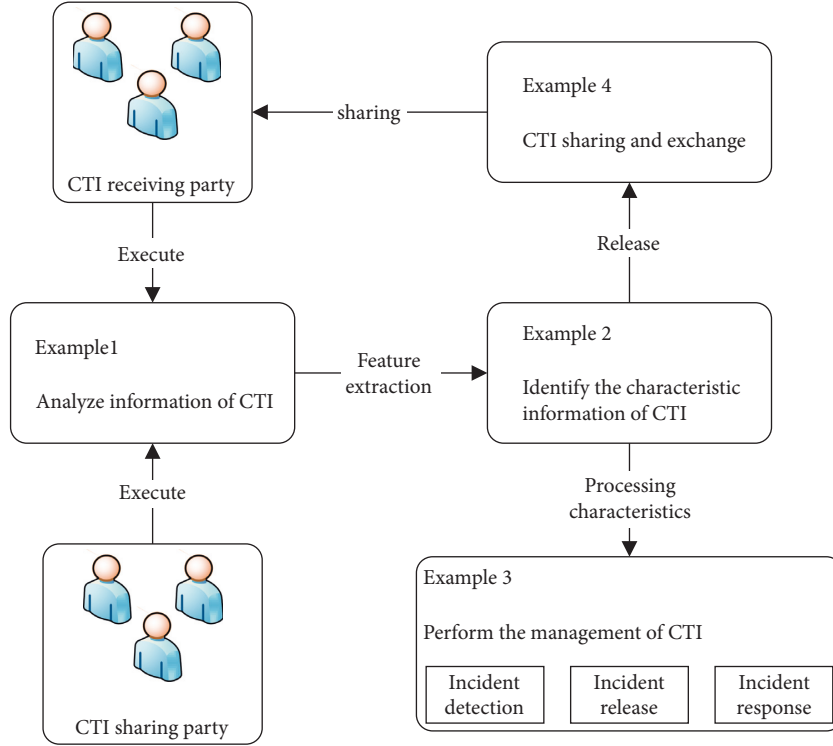 CTI receiving party
sharing
Example 4
CTI sharing and exchange
Execute
Release
Example1
Analyze information of CTI
Feature
extraction
Example 2
Identify the characteristic
information of CTI
Execute
Processing
characteristics
CTI sharing party
Example 3
Perform the management of CTI
Incident
detection
Incident
release
Incident
response